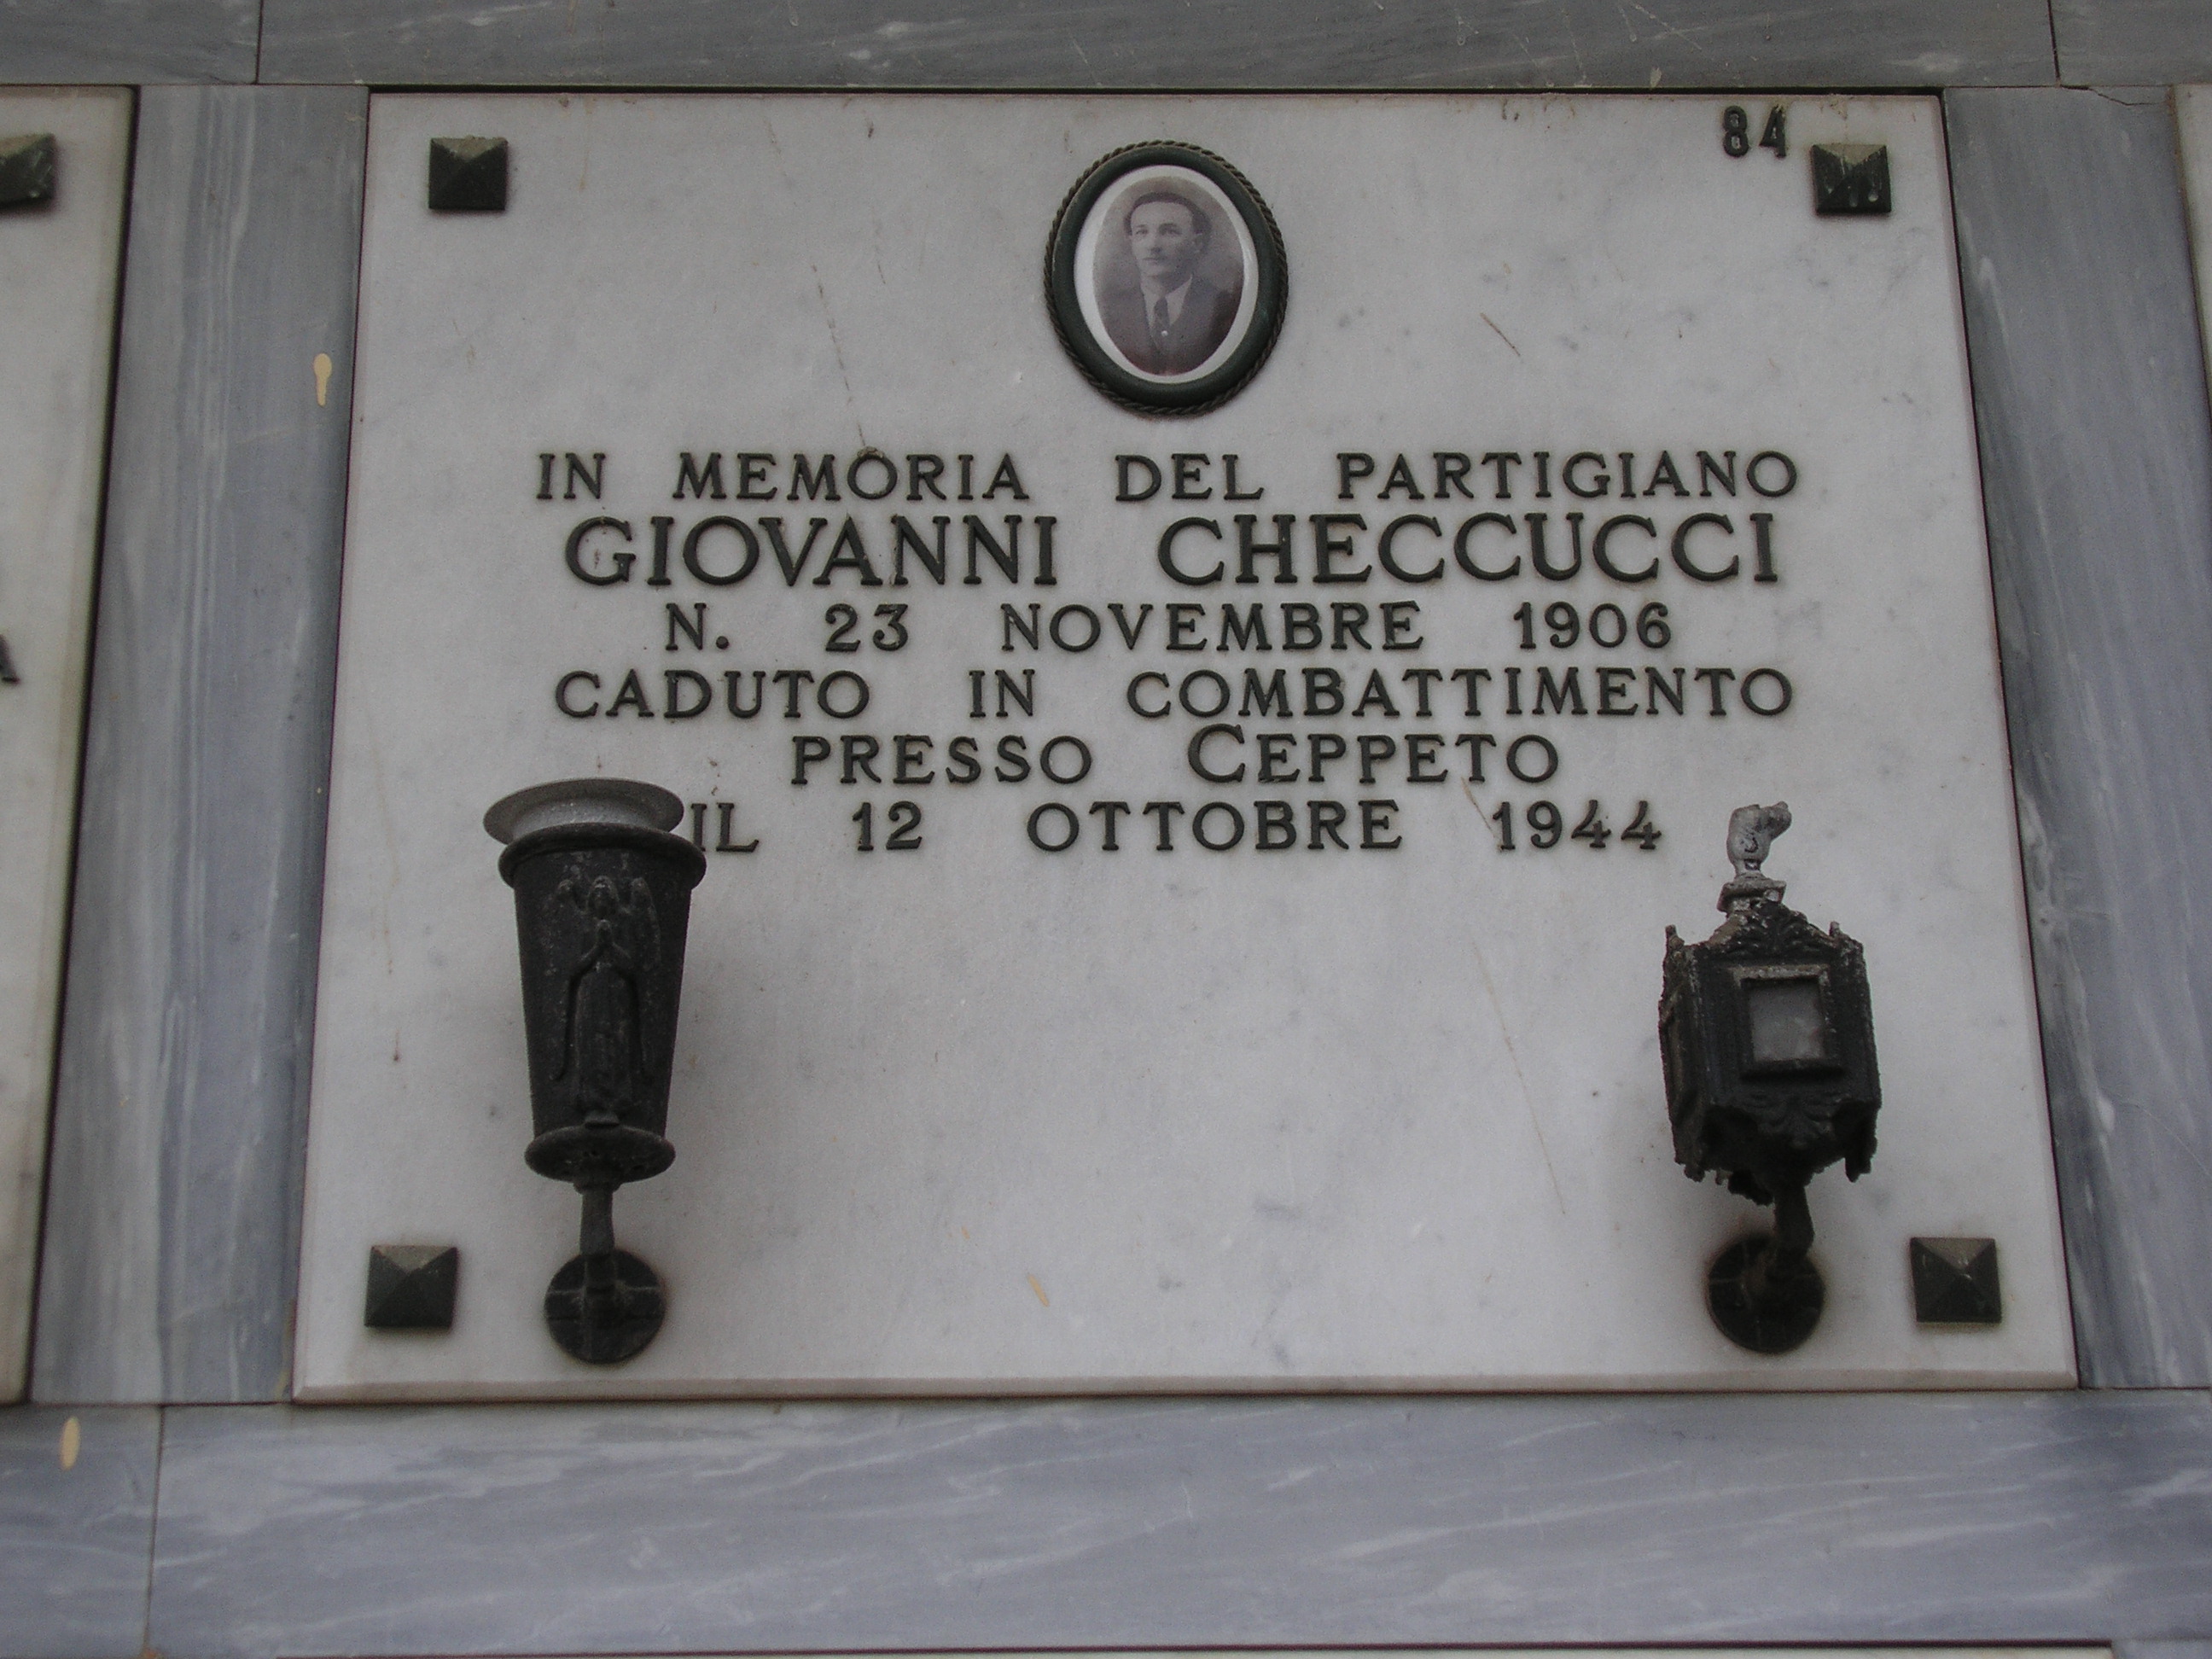 84
IN MEMORIA DEL PARTIGIANO
GIOVANNI CHECCUCCI
N. 23 NOVEMBRE 1906
CADUTO IN COMBATTIMENTO
PRESSO CEPPETO
IL 12 OTTOBRE 1944